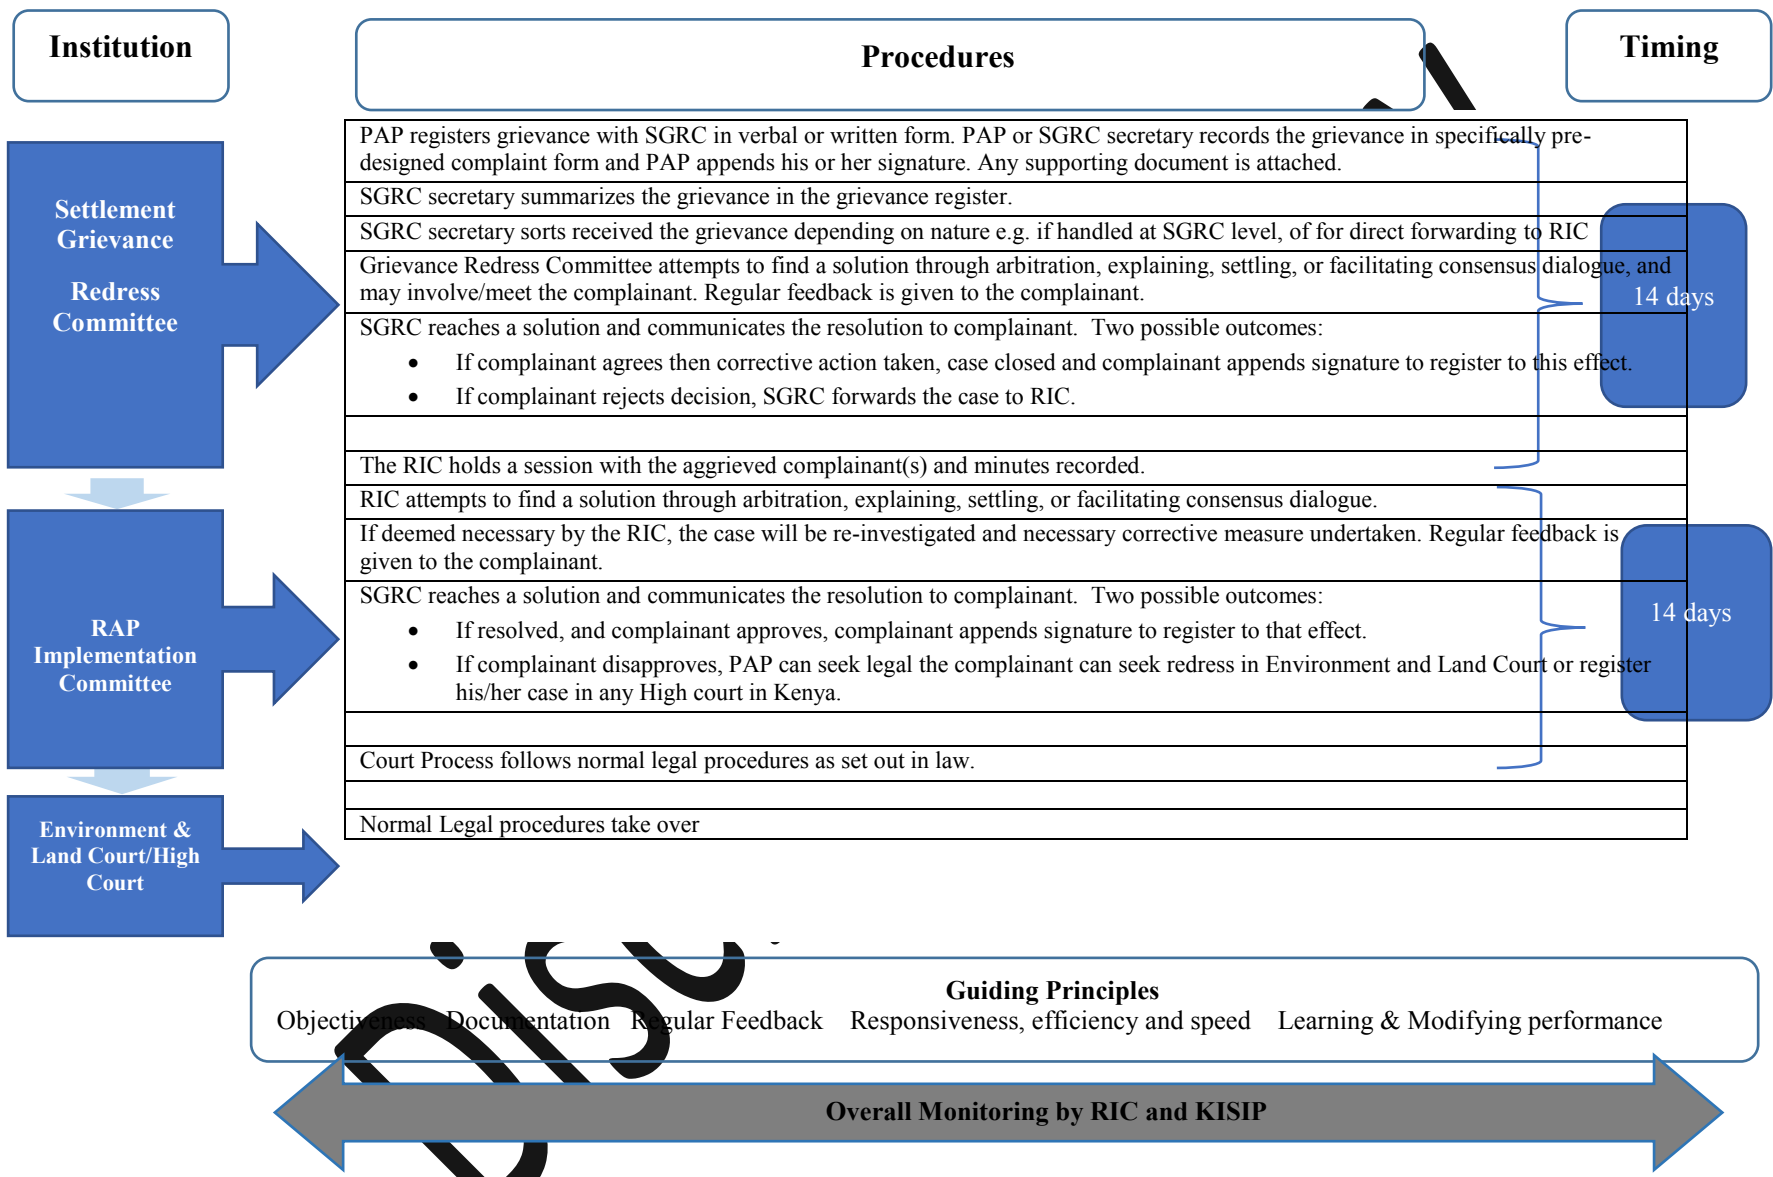 Institution
Procedures
Timing
Settlement
Grievance
Redress
Committee
PAP registers grievance with SGRC in verbal or written form. PAP or SGRC secretary records the grievance in specifically pre-
designed complaint form and PAP appends his or her signature. Any supporting document is attached.
SGRC secretary summarizes the grievance in the grievance register.
SGRC secretary sorts received the grievance depending on nature e.g. if handled at SGRC level, of for direct forwarding to RIC
Grievance Redress Committee attempts to find a solution through arbitration, explaining, settling, or facilitating consensus dialogue, and
may involve/meet the complainant. Regular feedback is given to the complainant.
SGRC reaches a solution and communicates the resolution to complainant. Two possible outcomes:
• If complainant agrees then corrective action taken, case closed and complainant appends signature to register to this effect.
• If complainant rejects decision, SGRC forwards the case to RIC.
14 days
The RIC holds a session with the aggrieved complainant(s) and minutes recorded.
RAP
Implementation
Committee
RIC attempts to find a solution through arbitration, explaining, settling, or facilitating consensus dialogue.
If deemed necessary by the RIC, the case will be re-investigated and necessary corrective measure undertaken. Regular feedback is
given to the complainant.
SGRC reaches a solution and communicates the resolution to complainant. Two possible outcomes:
• If resolved, and complainant approves, complainant appends signature to register to that effect.
• If complainant disapproves, PAP can seek legal the complainant can seek redress in Environment and Land Court or register
his/her case in any High court in Kenya.
14 days
Court Process follows normal legal procedures as set out in law.
Environment &
Land Court/High
Court
Normal Legal procedures take over
Guiding Principles
Objectiveness Documentation Regular Feedback Responsiveness, efficiency and speed Learning & Modifying performance
Overall Monitoring by RIC and KISIP